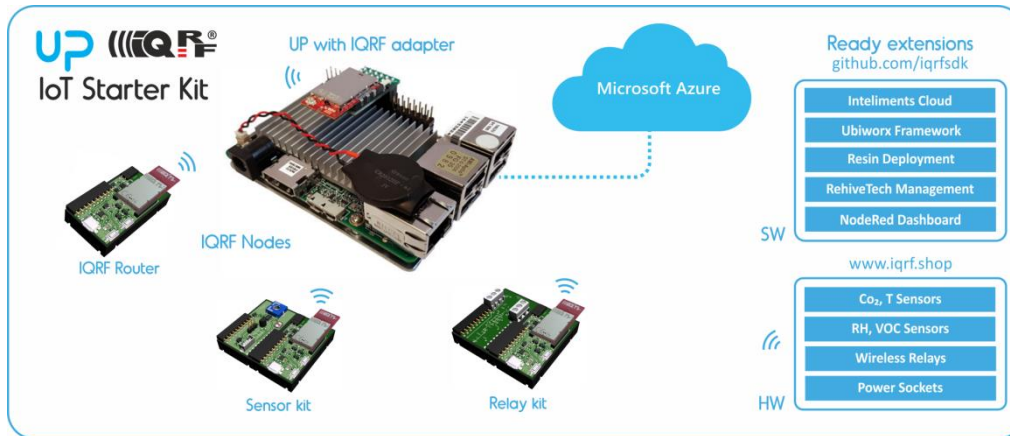 UP IQRF®
IoT Starter Kit
UP with IQRF adapter
Microsoft Azure
IQRF Router
IQRF Nodes
Sensor kit
Relay kit
Ready extensions
github.com/iqrfsdk
Inteliments Cloud
Ubiworx Framework
Resin Deployment
RehiveTech Management
NodeRed Dashboard
SW
www.iqrf.shop
Co₂, T Sensors
RH, VOC Sensors
Wireless Relays
Power Sockets
HW